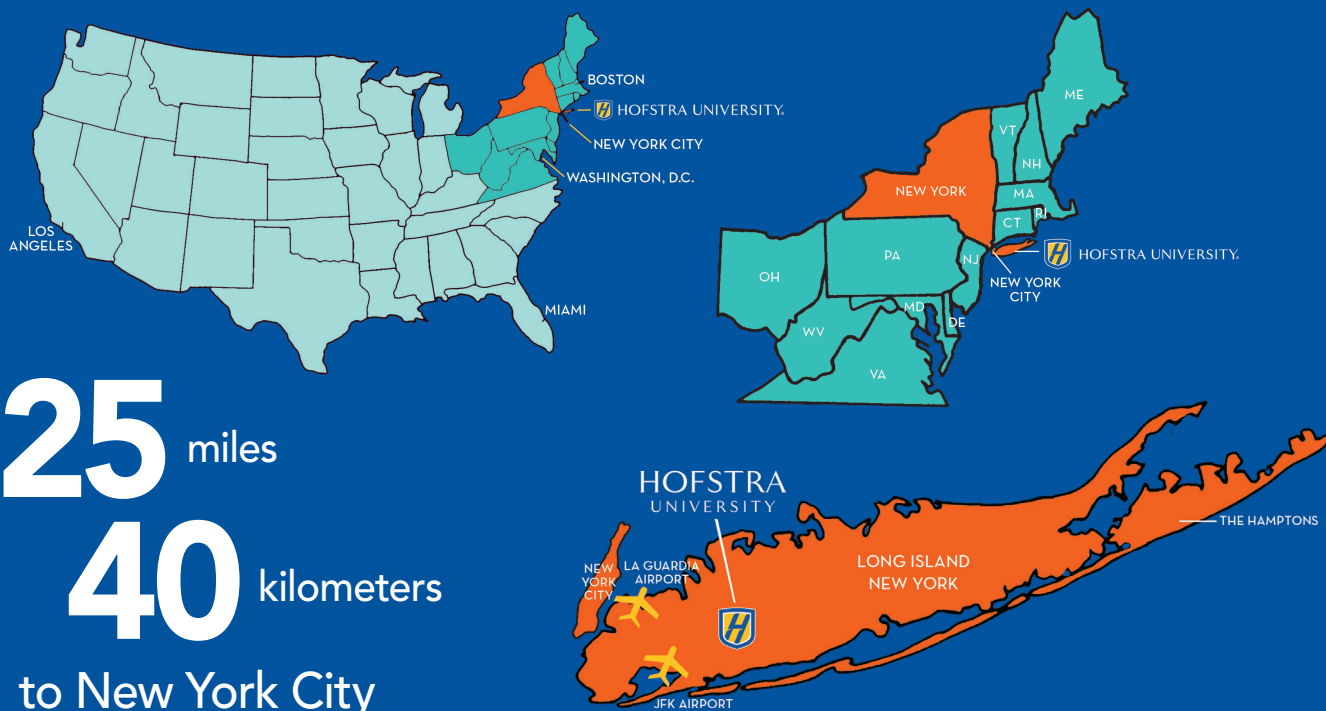 BOSTON
HOFSTRA UNIVERSITY®
NEW YORK CITY
WASHINGTON, D.C.
LOS
ANGELES
MIAMI
ME
VT
NH
NEW YORK
MA
CT
RI
HOFSTRA UNIVERSITY®
NEW YORK
CITY
PA
NJ
OH
MD
DE
WV
VA
25 miles
40 kilometers
to New York City
HOFSTRA
UNIVERSITY
THE HAMPTONS
LONG ISLAND
NEW YORK
NEW
YORK
CITY
LA GUARDIA
AIRPORT
H
JFK AIRPORT